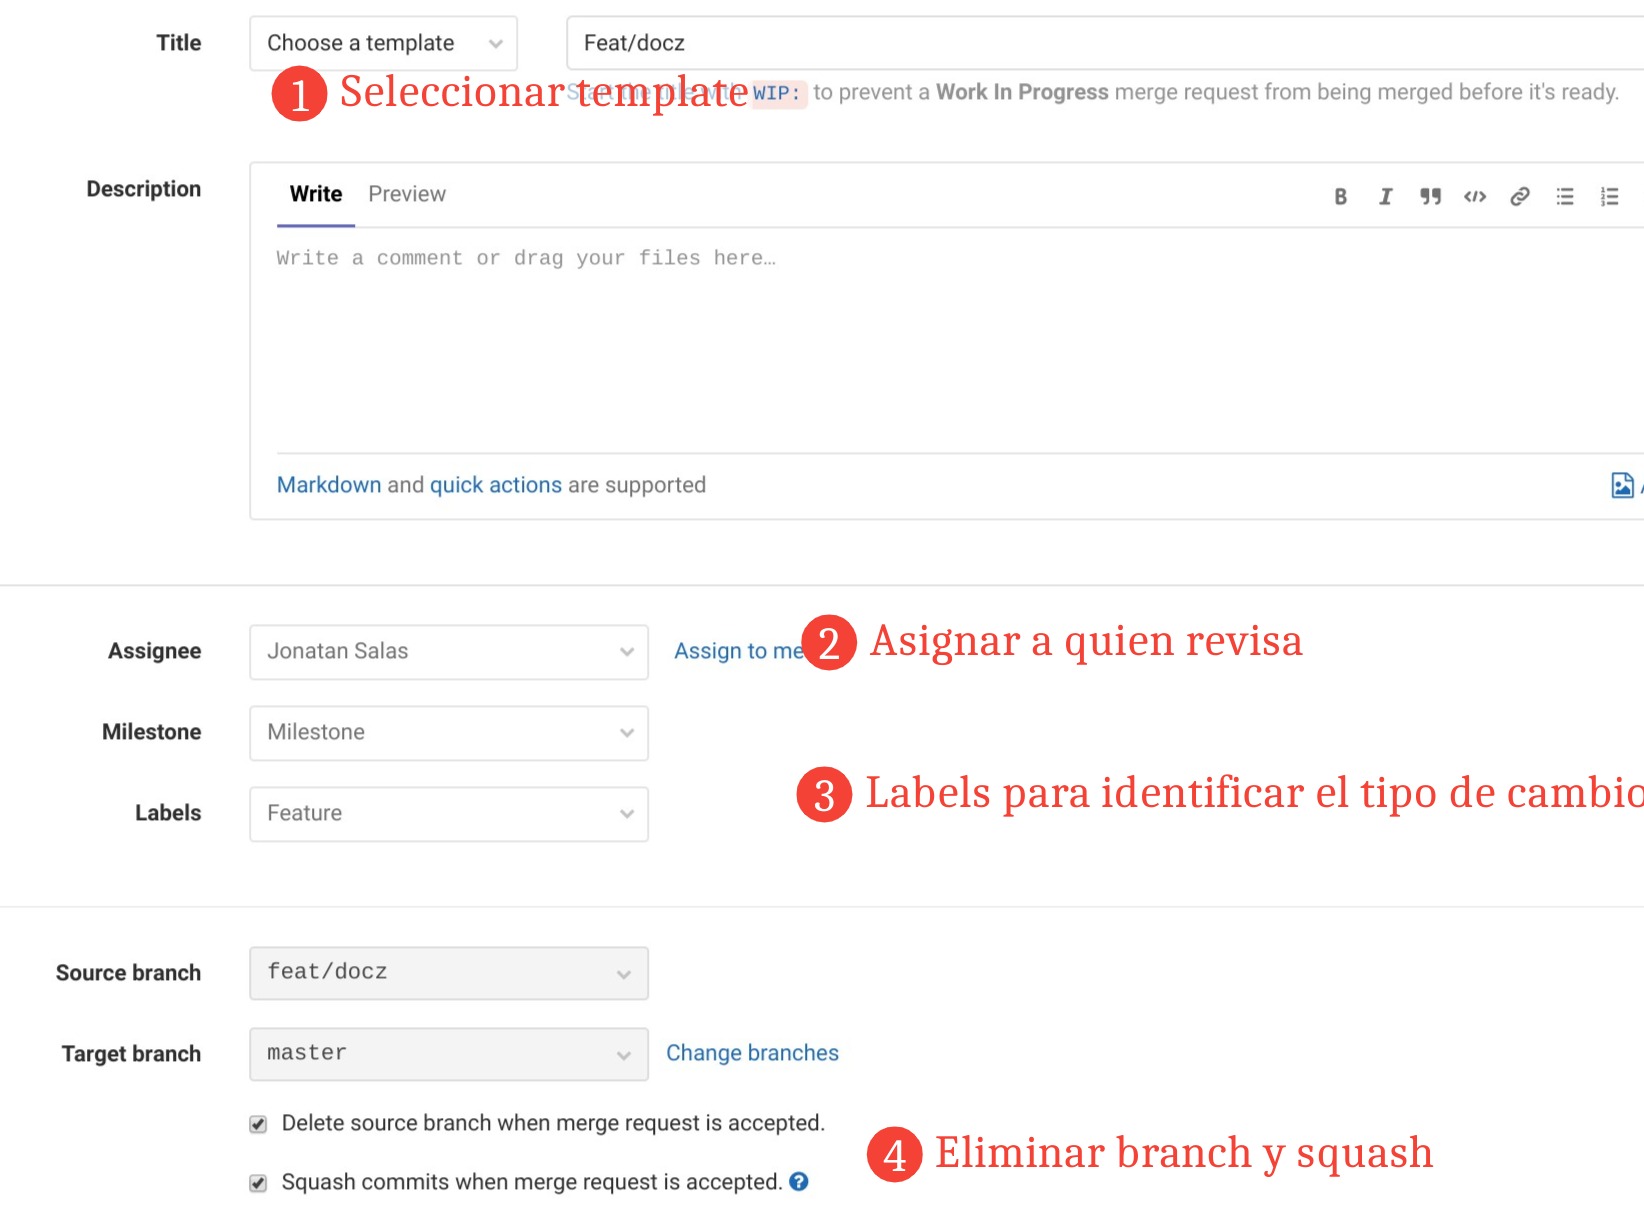 Title Choose a template Feat/docz
1 Seleccionar template
Start the title with WIP: to prevent a Work In Progress merge request from being merged before it's ready.
Description Write Preview
Write a comment or drag your files here…
Markdown and quick actions are supported
Assignee Jonatan Salas Assign to me 2 Asignar a quien revisa
Milestone Milestone
3 Labels para identificar el tipo de cambio
Labels Feature
Source branch feat/docz
Target branch master Change branches
Delete source branch when merge request is accepted.
4 Eliminar branch y squash
Squash commits when merge request is accepted. ?